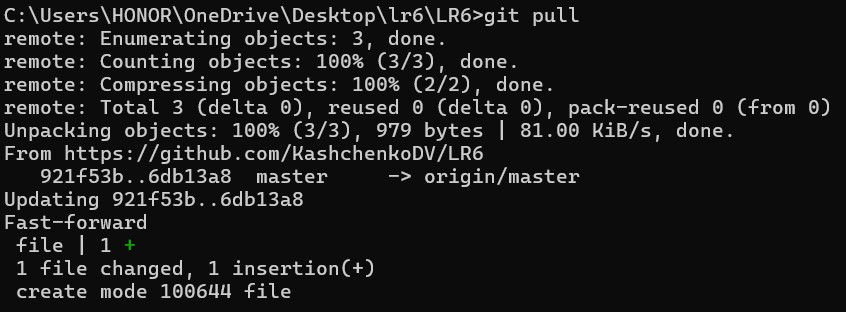 C:\Users\HONOR\OneDrive\Desktop\lr6\LR6>git pull
remote: Enumerating objects: 3, done.
remote: Counting objects: 100% (3/3), done.
remote: Compressing objects: 100% (2/2), done.
remote: Total 3 (delta 0), reused 0 (delta 0), pack-reused 0 (from 0)
Unpacking objects: 100% (3/3), 979 bytes | 81.00 KiB/s, done.
From https://github.com/KashchenkoDV/LR6
   921f53b..6db13a8  master     -> origin/master
Updating 921f53b..6db13a8
Fast-forward
 file | 1 +
 1 file changed, 1 insertion(+)
 create mode 100644 file